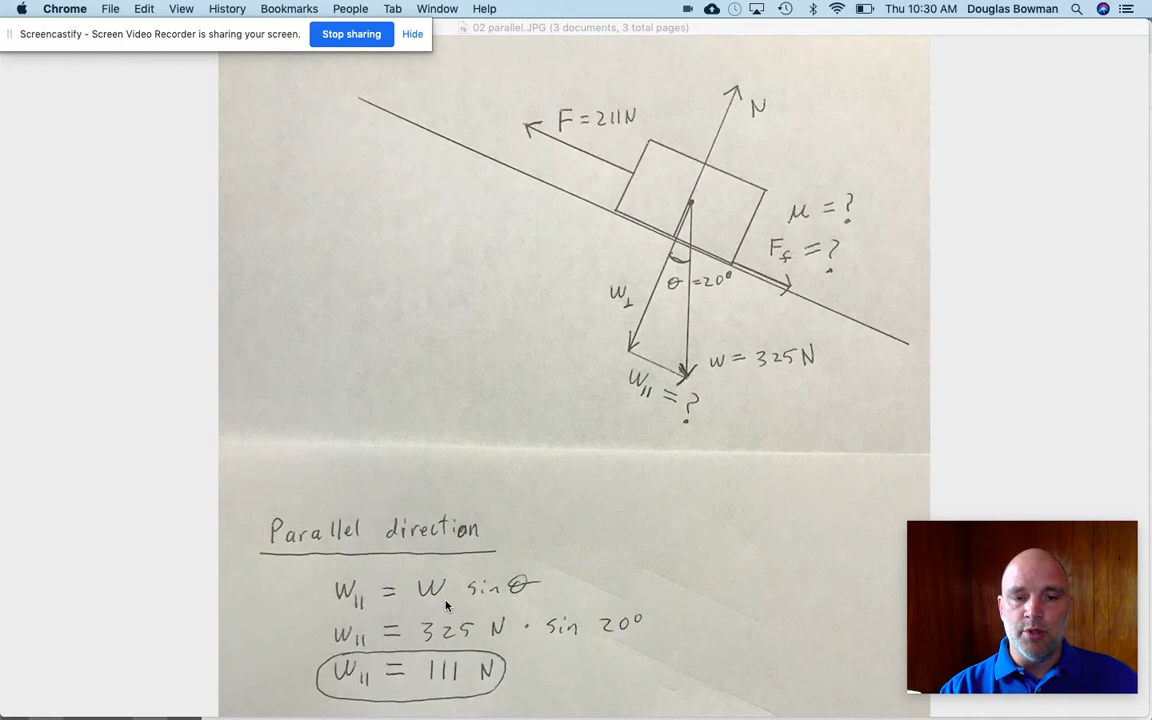 Chrome File Edit View History Bookmarks People Tab Window Help Thu 10:30 AM Douglas Bowman
Screencastify - Screen Video Recorder is sharing your screen. Stop sharing Hide
02 parallel.JPG (3 documents, 3 total pages)
N
F = 211N
μ = ?
F_f = ?
θ = 20°
W⊥
w = 325 N
W∥ = ?
Parallel direction
W∥ = W sin θ
W∥ = 325 N · sin 20°
W∥ = 111 N